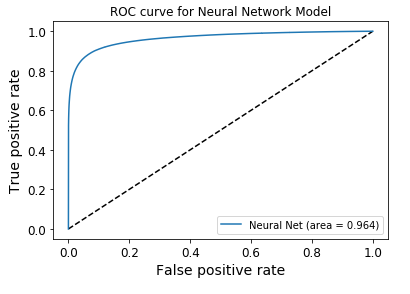 ROC curve for Neural Network Model
1.0
0.8
0.6
0.4
0.2
0.0
True positive rate
Neural Net (area = 0.964)
0.0 0.2 0.4 0.6 0.8 1.0
False positive rate